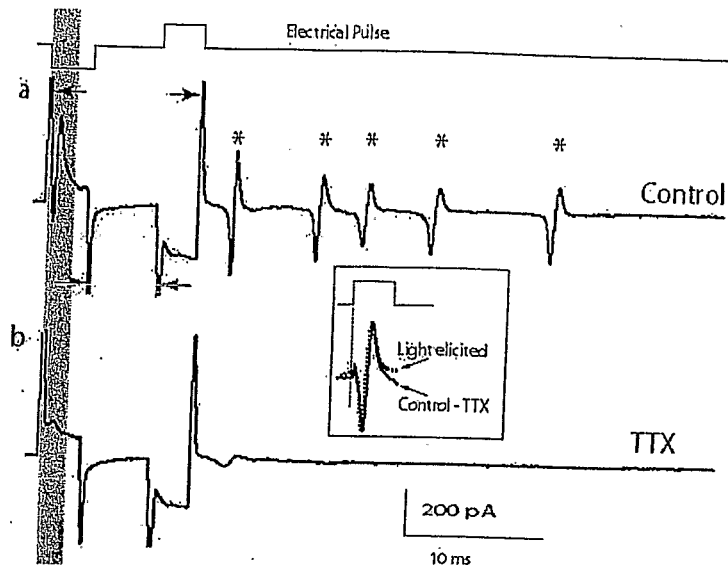 Electrical Pulse
a
* * * * *
Control
b
Light elicited
Control - TTX
TTX
200 pA
10 ms